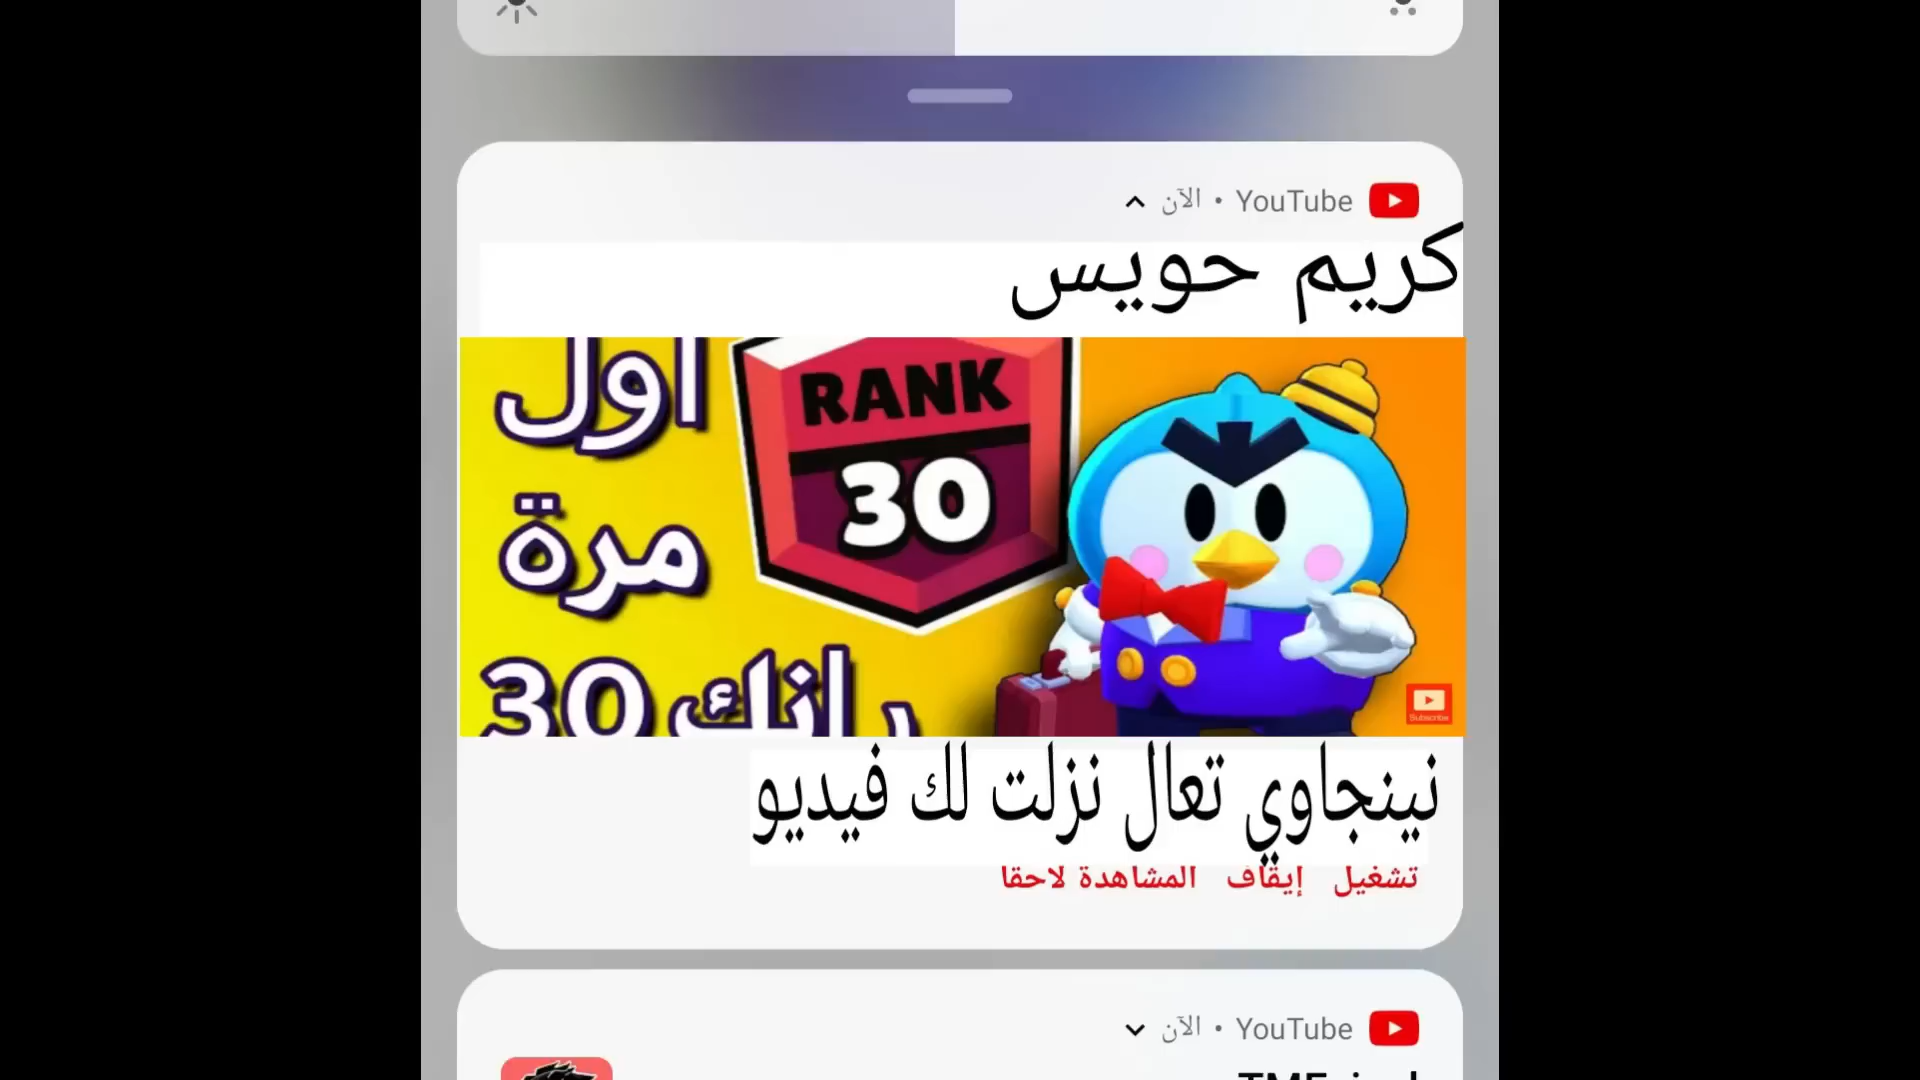 YouTube • الآن
كريم حويس
اول
مرة
رانك 30
RANK
30
Subscribe
نينجاوي تعال نزلت لك فيديو
تشغيل إيقاف المشاهدة لاحقا
YouTube • الآن